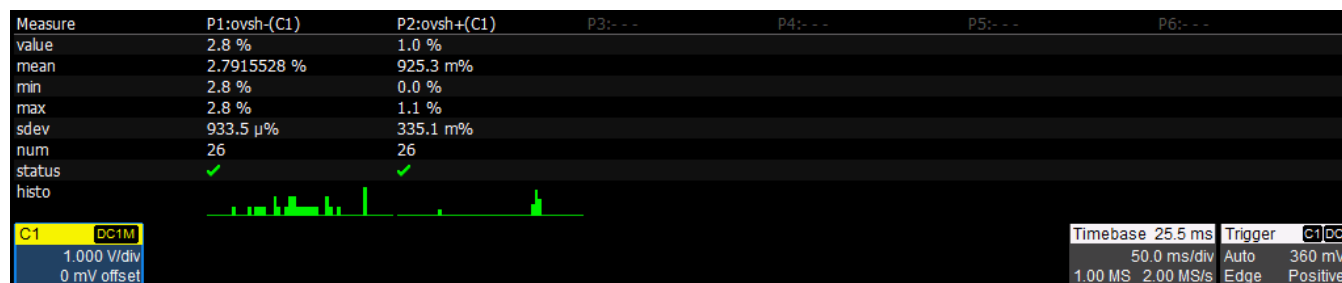 Measure P1:ovsh-(C1) P2:ovsh+(C1) P3:- - - P4:- - - P5:- - - P6:- - -
value 2.8 % 1.0 %
mean 2.7915528 % 925.3 m%
min 2.8 % 0.0 %
max 2.8 % 1.1 %
sdev 933.5 µ% 335.1 m%
num 26 26
status
histo
C1 DC1M Timebase 25.5 ms Trigger C1 DC
1.000 V/div 50.0 ms/div Auto 360 mV
0 mV offset 1.00 MS 2.00 MS/s Edge Positive